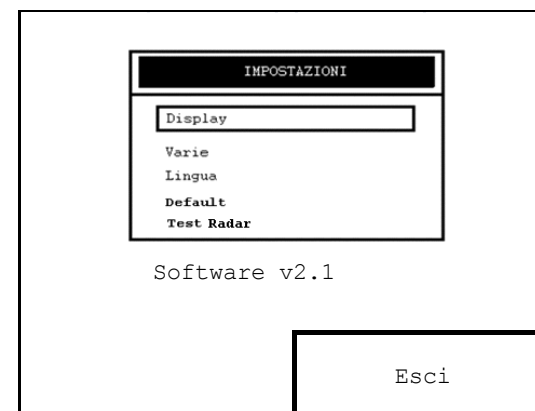 IMPOSTAZIONI
Display
Varie
Lingua
Default
Test Radar
Software v2.1
Esci